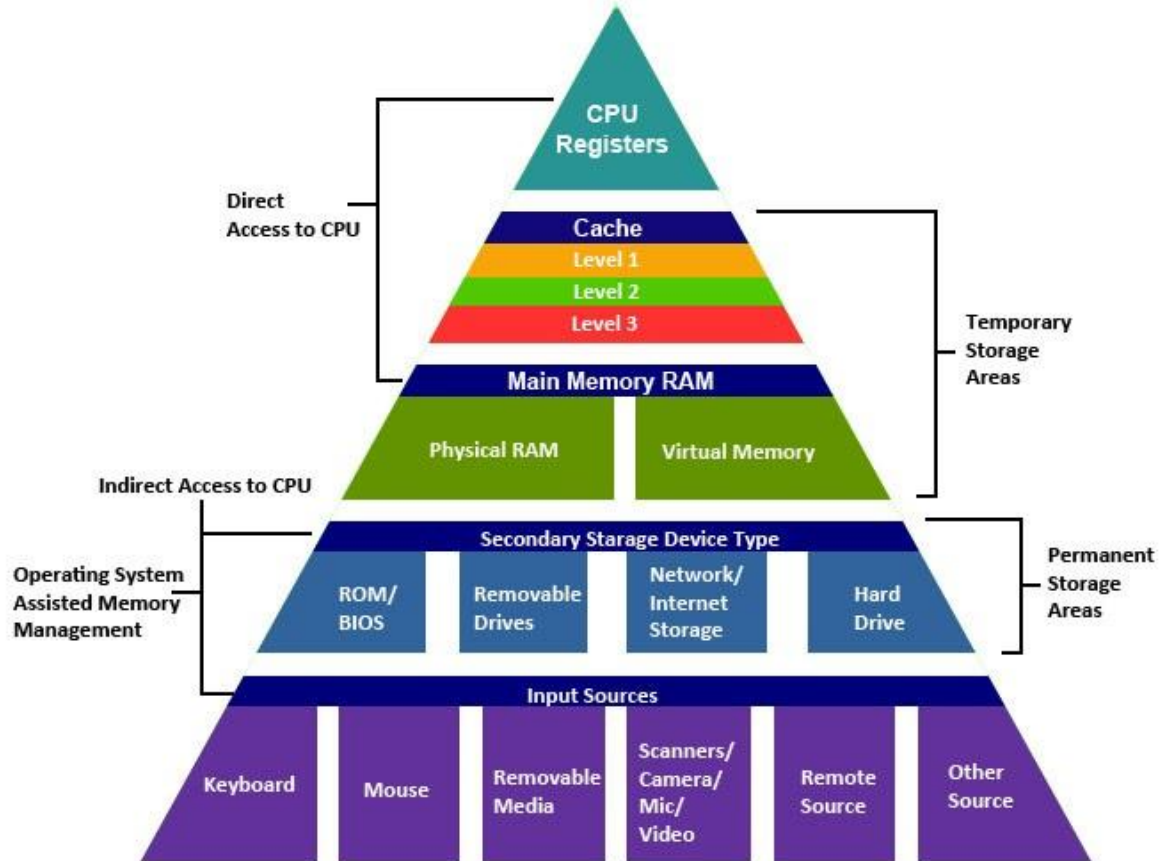 CPU
Registers
Direct
Access to CPU
Cache
Level 1
Level 2
Level 3
Temporary
Storage
Areas
Main Memory RAM
Physical RAM
Virtual Memory
Indirect Access to CPU
Secondary Starage Device Type
Operating System
Assisted Memory
Management
ROM/
BIOS
Removable
Drives
Network/
Internet
Storage
Hard
Drive
Permanent
Storage
Areas
Input Sources
Keyboard
Mouse
Removable
Media
Scanners/
Camera/
Mic/
Video
Remote
Source
Other
Source